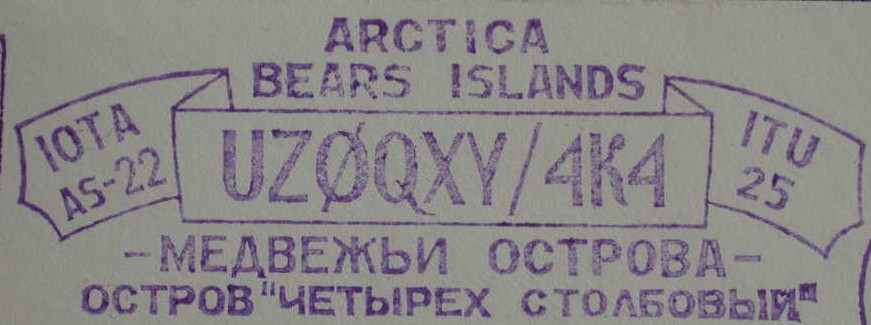 ARCTICA
BEARS ISLANDS
IOTA
AS-22
UZØQXY/4K4
ITU
25
-МЕДВЕЖЬИ ОСТРОВА-
ОСТРОВ "ЧЕТЫРЕХ СТОЛБОВЫЙ"